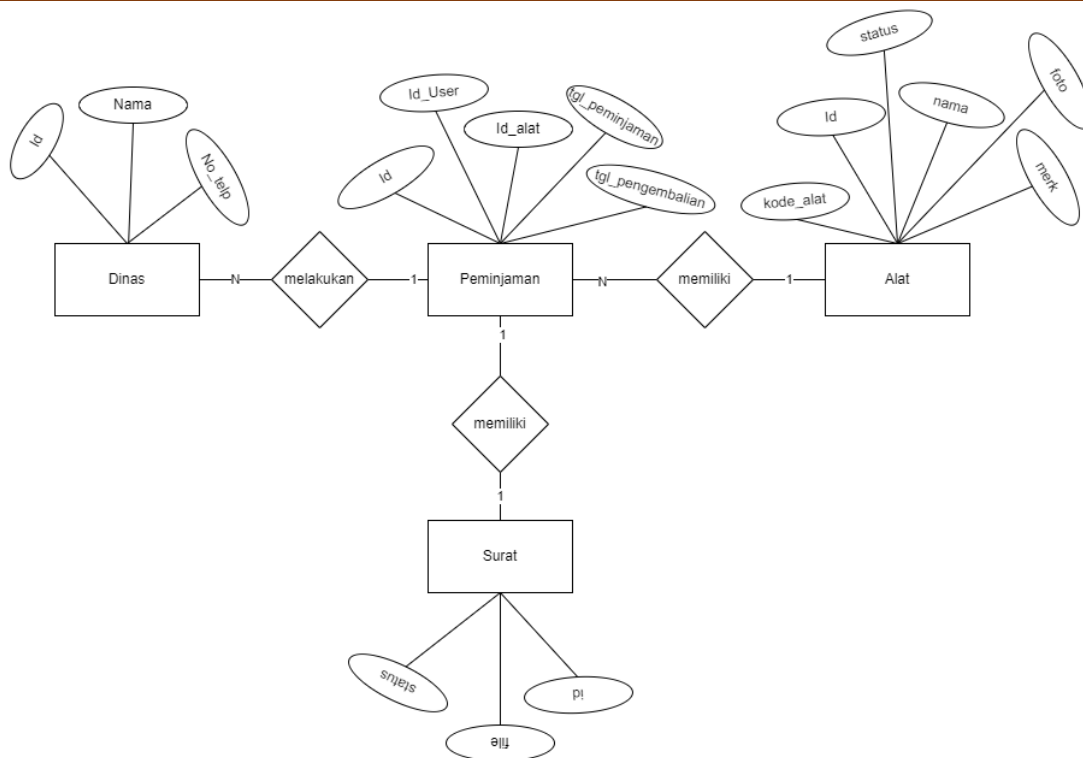 status
Id_User
Nama
Id_alat
tgl_peminjaman
Id
nama
foto
Id
No_telp
Id
tgl_pengembalian
kode_alat
merk
Dinas
N
melakukan
1
Peminjaman
N
memiliki
1
Alat
1
memiliki
1
Surat
status
id
file